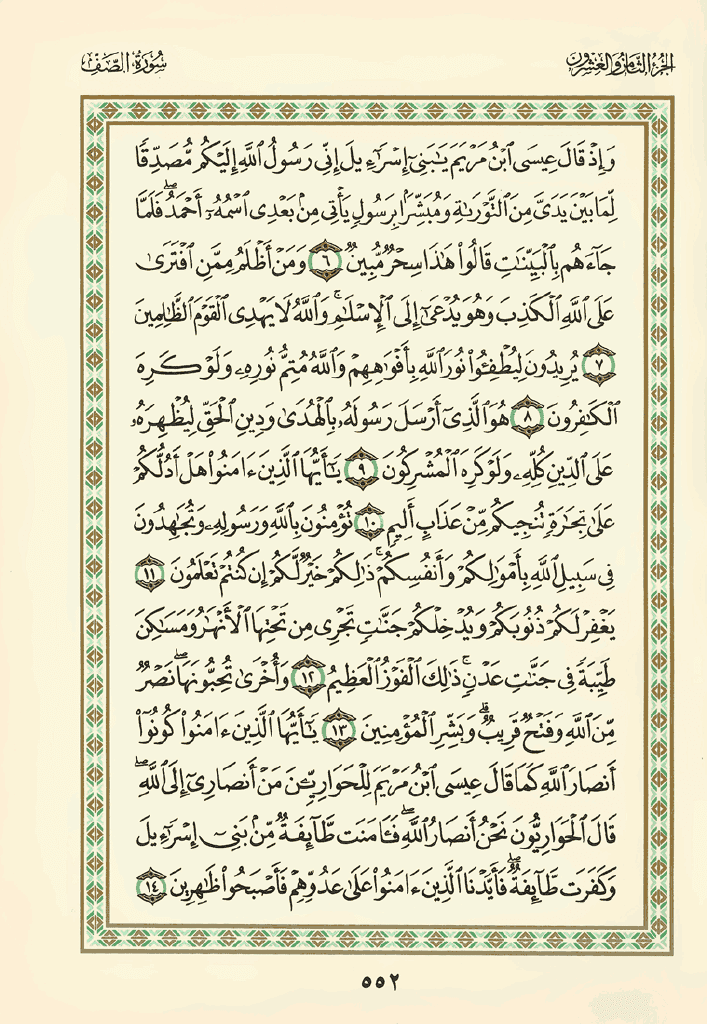 الجزء الثامن والعشرون
سورة الصف
وَإِذْ قَالَ عِيسَى ٱبْنُ مَرْيَمَ يَـٰبَنِىٓ إِسْرَٰٓءِيلَ إِنِّى رَسُولُ ٱللَّهِ إِلَيْكُم مُّصَدِّقًا
لِّمَا بَيْنَ يَدَىَّ مِنَ ٱلتَّوْرَىٰةِ وَمُبَشِّرًۢا بِرَسُولٍ يَأْتِى مِنۢ بَعْدِى ٱسْمُهُۥٓ أَحْمَدُ ۖ فَلَمَّا
جَآءَهُم بِٱلْبَيِّنَـٰتِ قَالُوا۟ هَـٰذَا سِحْرٌ مُّبِينٌ ٦ وَمَنْ أَظْلَمُ مِمَّنِ ٱفْتَرَىٰ
عَلَى ٱللَّهِ ٱلْكَذِبَ وَهُوَ يُدْعَىٰٓ إِلَى ٱلْإِسْلَـٰمِ ۚ وَٱللَّهُ لَا يَهْدِى ٱلْقَوْمَ ٱلظَّـٰلِمِينَ
٧ يُرِيدُونَ لِيُطْفِـُٔوا۟ نُورَ ٱللَّهِ بِأَفْوَٰهِهِمْ وَٱللَّهُ مُتِمُّ نُورِهِۦ وَلَوْ كَرِهَ
ٱلْكَـٰفِرُونَ ٨ هُوَ ٱلَّذِىٓ أَرْسَلَ رَسُولَهُۥ بِٱلْهُدَىٰ وَدِينِ ٱلْحَقِّ لِيُظْهِرَهُۥ
عَلَى ٱلدِّينِ كُلِّهِۦ وَلَوْ كَرِهَ ٱلْمُشْرِكُونَ ٩ يَـٰٓأَيُّهَا ٱلَّذِينَ ءَامَنُوا۟ هَلْ أَدُلُّكُمْ
عَلَىٰ تِجَـٰرَةٍ تُنجِيكُم مِّنْ عَذَابٍ أَلِيمٍ ١٠ تُؤْمِنُونَ بِٱللَّهِ وَرَسُولِهِۦ وَتُجَـٰهِدُونَ
فِى سَبِيلِ ٱللَّهِ بِأَمْوَٰلِكُمْ وَأَنفُسِكُمْ ۚ ذَٰلِكُمْ خَيْرٌ لَّكُمْ إِن كُنتُمْ تَعْلَمُونَ ١١
يَغْفِرْ لَكُمْ ذُنُوبَكُمْ وَيُدْخِلْكُمْ جَنَّـٰتٍ تَجْرِى مِن تَحْتِهَا ٱلْأَنْهَـٰرُ وَمَسَـٰكِنَ
طَيِّبَةً فِى جَنَّـٰتِ عَدْنٍ ۚ ذَٰلِكَ ٱلْفَوْزُ ٱلْعَظِيمُ ١٢ وَأُخْرَىٰ تُحِبُّونَهَا ۖ نَصْرٌ
مِّنَ ٱللَّهِ وَفَتْحٌ قَرِيبٌ ۗ وَبَشِّرِ ٱلْمُؤْمِنِينَ ١٣ يَـٰٓأَيُّهَا ٱلَّذِينَ ءَامَنُوا۟ كُونُوٓا۟
أَنصَارَ ٱللَّهِ كَمَا قَالَ عِيسَى ٱبْنُ مَرْيَمَ لِلْحَوَارِيِّـۧنَ مَنْ أَنصَارِىٓ إِلَى ٱللَّهِ ۖ
قَالَ ٱلْحَوَارِيُّونَ نَحْنُ أَنصَارُ ٱللَّهِ ۖ فَـَٔامَنَت طَّآئِفَةٌ مِّنۢ بَنِىٓ إِسْرَٰٓءِيلَ
وَكَفَرَت طَّآئِفَةٌ ۖ فَأَيَّدْنَا ٱلَّذِينَ ءَامَنُوا۟ عَلَىٰ عَدُوِّهِمْ فَأَصْبَحُوا۟ ظَـٰهِرِينَ ١٤
٥٥٢